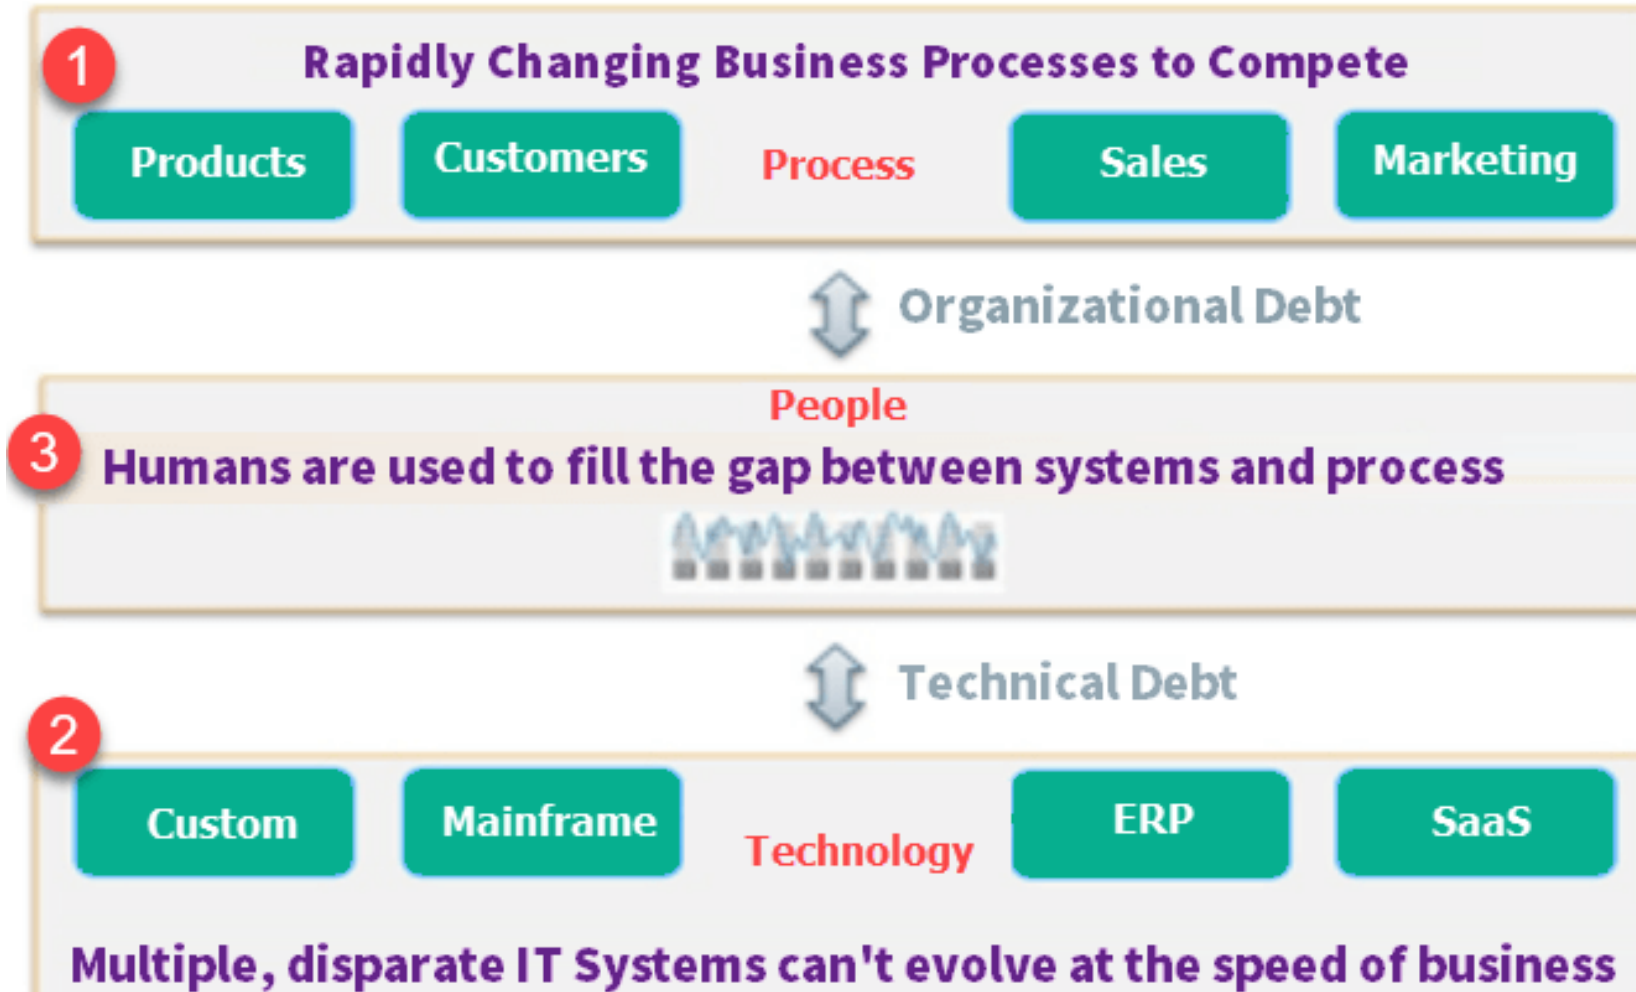 1
Rapidly Changing Business Processes to Compete
Products Customers Process Sales Marketing
Organizational Debt
People
3
Humans are used to fill the gap between systems and process
Technical Debt
2
Custom Mainframe Technology ERP SaaS
Multiple, disparate IT Systems can't evolve at the speed of business